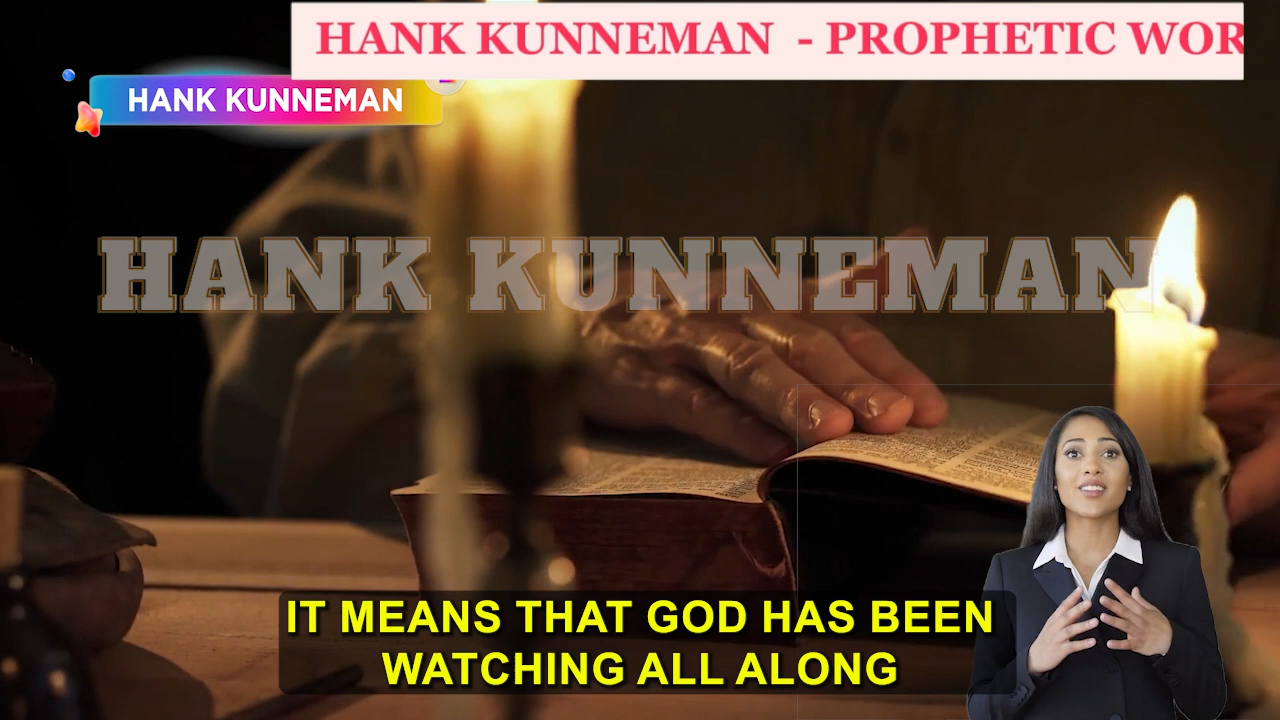 HANK KUNNEMAN - PROPHETIC WOR
HANK KUNNEMAN
HANK KUNNEMAN
IT MEANS THAT GOD HAS BEEN
WATCHING ALL ALONG